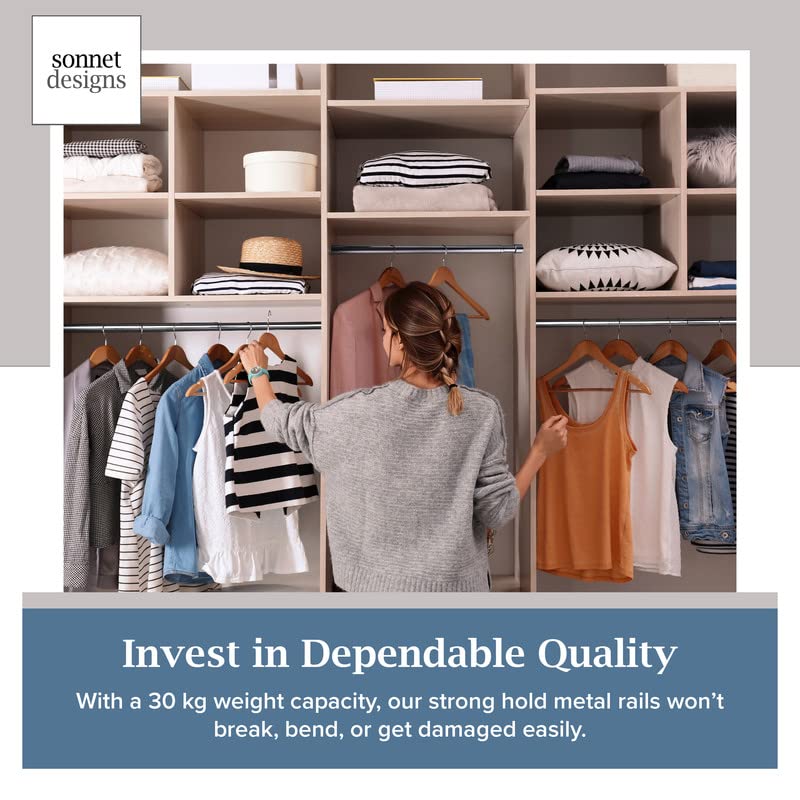 sonnet
designs
Invest in Dependable Quality
With a 30 kg weight capacity, our strong hold metal rails won’t
break, bend, or get damaged easily.